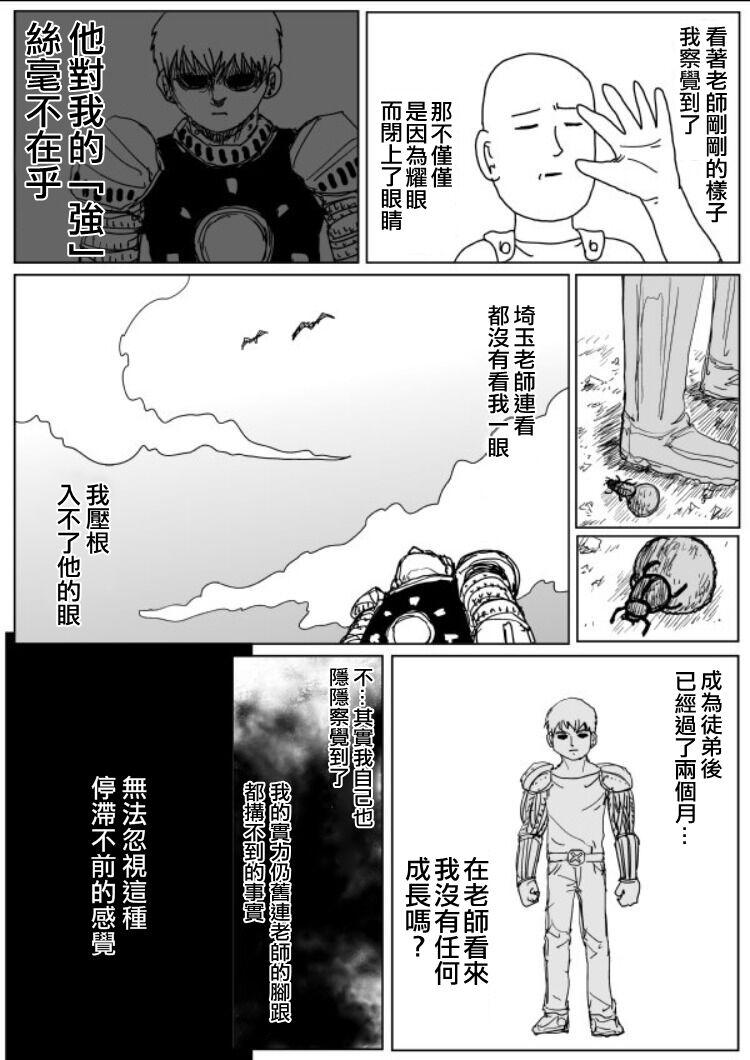 看著老師剛剛的樣子
我察覺到了
那不僅僅
是因為耀眼
而閉上了眼睛
他對我的「強」
絲毫不在乎
埼玉老師連看
都沒有看我一眼
我壓根
入不了他的眼
成為徒弟後
已經過了兩個月…
在老師看來
我沒有任何
成長嗎？
不…其實我自己也
隱隱察覺到了
我的實力仍舊連老師的腳跟
都搆不到的事實
無法忽視這種
停滯不前的感覺